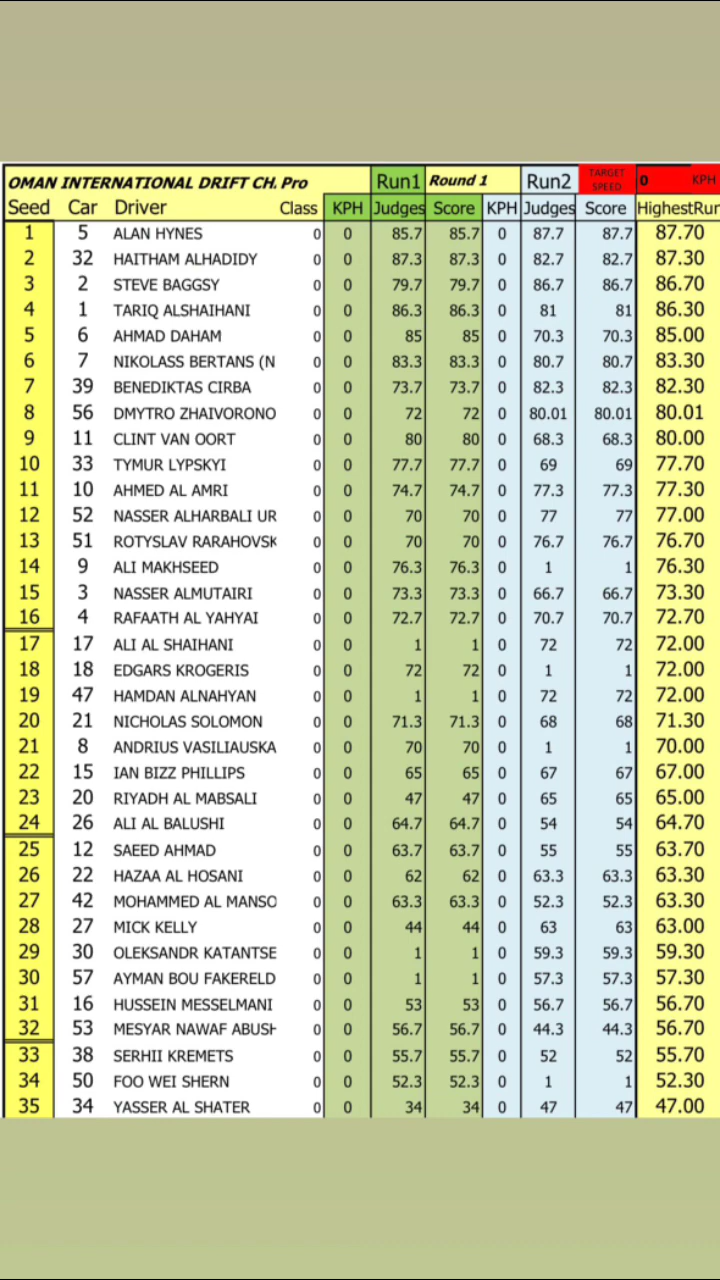 OMAN INTERNATIONAL DRIFT CH. Pro Run1 Round 1 Run2 TARGET SPEED 0 KPH
Seed Car Driver Class KPH Judges Score KPH Judges Score HighestRun
1 5 ALAN HYNES 0 0 85.7 85.7 0 87.7 87.7 87.70
2 32 HAITHAM ALHADIDY 0 0 87.3 87.3 0 82.7 82.7 87.30
3 2 STEVE BAGGSY 0 0 79.7 79.7 0 86.7 86.7 86.70
4 1 TARIQ ALSHAIHANI 0 0 86.3 86.3 0 81 81 86.30
5 6 AHMAD DAHAM 0 0 85 85 0 70.3 70.3 85.00
6 7 NIKOLASS BERTANS (N 0 0 83.3 83.3 0 80.7 80.7 83.30
7 39 BENEDIKTAS CIRBA 0 0 73.7 73.7 0 82.3 82.3 82.30
8 56 DMYTRO ZHAIVORONO 0 0 72 72 0 80.01 80.01 80.01
9 11 CLINT VAN OORT 0 0 80 80 0 68.3 68.3 80.00
10 33 TYMUR LYPSKYI 0 0 77.7 77.7 0 69 69 77.70
11 10 AHMED AL AMRI 0 0 74.7 74.7 0 77.3 77.3 77.30
12 52 NASSER ALHARBALI UR 0 0 70 70 0 77 77 77.00
13 51 ROTYSLAV RARAHOVSK 0 0 70 70 0 76.7 76.7 76.70
14 9 ALI MAKHSEED 0 0 76.3 76.3 0 1 1 76.30
15 3 NASSER ALMUTAIRI 0 0 73.3 73.3 0 66.7 66.7 73.30
16 4 RAFAATH AL YAHYAI 0 0 72.7 72.7 0 70.7 70.7 72.70
17 17 ALI AL SHAIHANI 0 0 1 1 0 72 72 72.00
18 18 EDGARS KROGERIS 0 0 72 72 0 1 1 72.00
19 47 HAMDAN ALNAHYAN 0 0 1 1 0 72 72 72.00
20 21 NICHOLAS SOLOMON 0 0 71.3 71.3 0 68 68 71.30
21 8 ANDRIUS VASILIAUSKA 0 0 70 70 0 1 1 70.00
22 15 IAN BIZZ PHILLIPS 0 0 65 65 0 67 67 67.00
23 20 RIYADH AL MABSALI 0 0 47 47 0 65 65 65.00
24 26 ALI AL BALUSHI 0 0 64.7 64.7 0 54 54 64.70
25 12 SAEED AHMAD 0 0 63.7 63.7 0 55 55 63.70
26 22 HAZAA AL HOSANI 0 0 62 62 0 63.3 63.3 63.30
27 42 MOHAMMED AL MANSO 0 0 63.3 63.3 0 52.3 52.3 63.30
28 27 MICK KELLY 0 0 44 44 0 63 63 63.00
29 30 OLEKSANDR KATANTSE 0 0 1 1 0 59.3 59.3 59.30
30 57 AYMAN BOU FAKERELD 0 0 1 1 0 57.3 57.3 57.30
31 16 HUSSEIN MESSELMANI 0 0 53 53 0 56.7 56.7 56.70
32 53 MESYAR NAWAF ABUSH 0 0 56.7 56.7 0 44.3 44.3 56.70
33 38 SERHII KREMETS 0 0 55.7 55.7 0 52 52 55.70
34 50 FOO WEI SHERN 0 0 52.3 52.3 0 1 1 52.30
35 34 YASSER AL SHATER 0 0 34 34 0 47 47 47.00